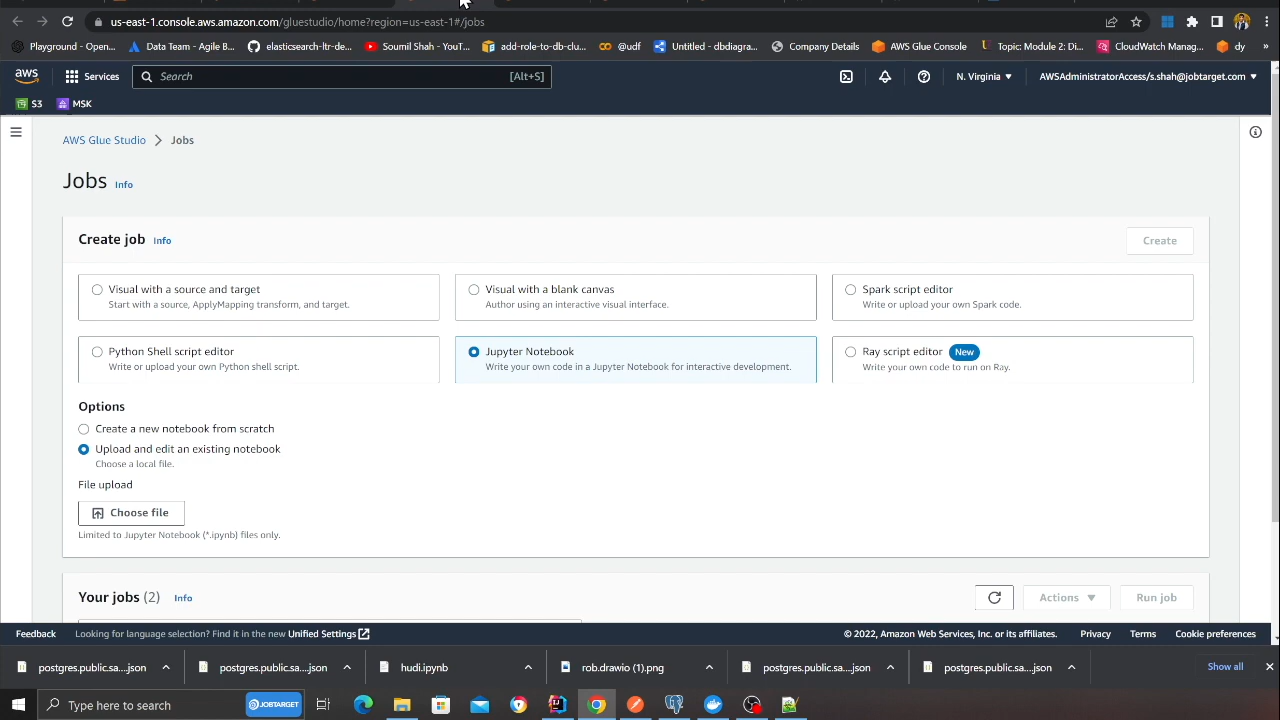 us-east-1.console.aws.amazon.com/gluestudio/home?region=us-east-1#/jobs
Playground - Open... Data Team - Agile B... elasticsearch-ltr-de... Soumil Shah - YouT... add-role-to-db-clu... @udf Untitled - dbdiagra... Company Details AWS Glue Console Topic: Module 2: Di... CloudWatch Manag... dy »
aws Services Search [Alt+S] N. Virginia AWSAdministratorAccess/s.shah@jobtarget.com
S3 MSK
AWS Glue Studio > Jobs
Jobs Info
Create job Info Create
Visual with a source and target
Start with a source, ApplyMapping transform, and target.
Visual with a blank canvas
Author using an interactive visual interface.
Spark script editor
Write or upload your own Spark code.
Python Shell script editor
Write or upload your own Python shell script.
Jupyter Notebook
Write your own code in a Jupyter Notebook for interactive development.
Ray script editor New
Write your own code to run on Ray.
Options
Create a new notebook from scratch
Upload and edit an existing notebook
Choose a local file.
File upload
Choose file
Limited to Jupyter Notebook (*.ipynb) files only.
Your jobs (2) Info Actions Run job
Feedback Looking for language selection? Find it in the new Unified Settings © 2022, Amazon Web Services, Inc. or its affiliates. Privacy Terms Cookie preferences
postgres.public.sa....json postgres.public.sa....json hudi.ipynb rob.drawio (1).png postgres.public.sa....json postgres.public.sa....json Show all
Type here to search JOBTARGET